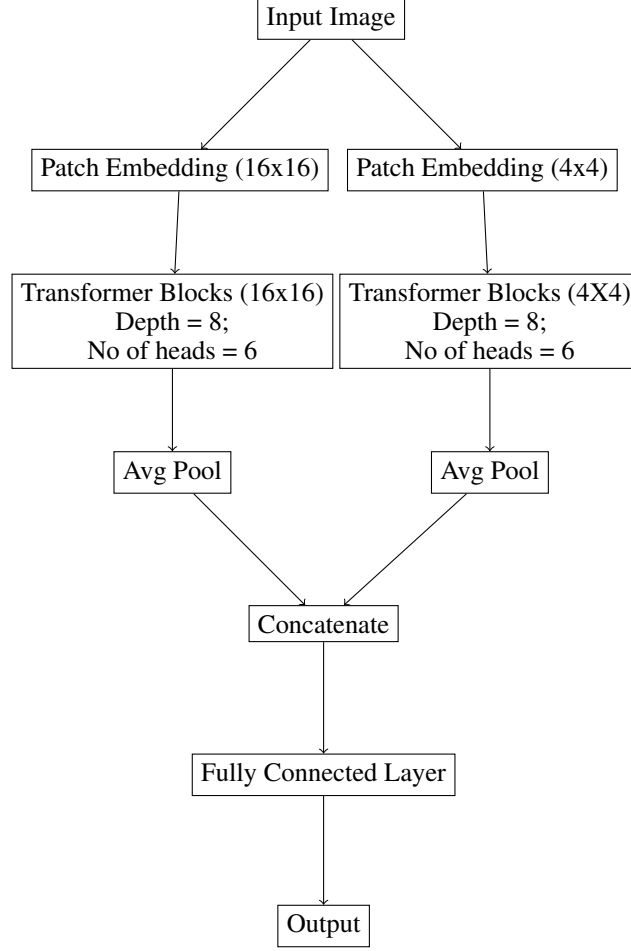 Input Image
Patch Embedding (16x16)
Patch Embedding (4x4)
Transformer Blocks (16x16)
Depth = 8;
No of heads = 6
Transformer Blocks (4X4)
Depth = 8;
No of heads = 6
Avg Pool
Avg Pool
Concatenate
Fully Connected Layer
Output